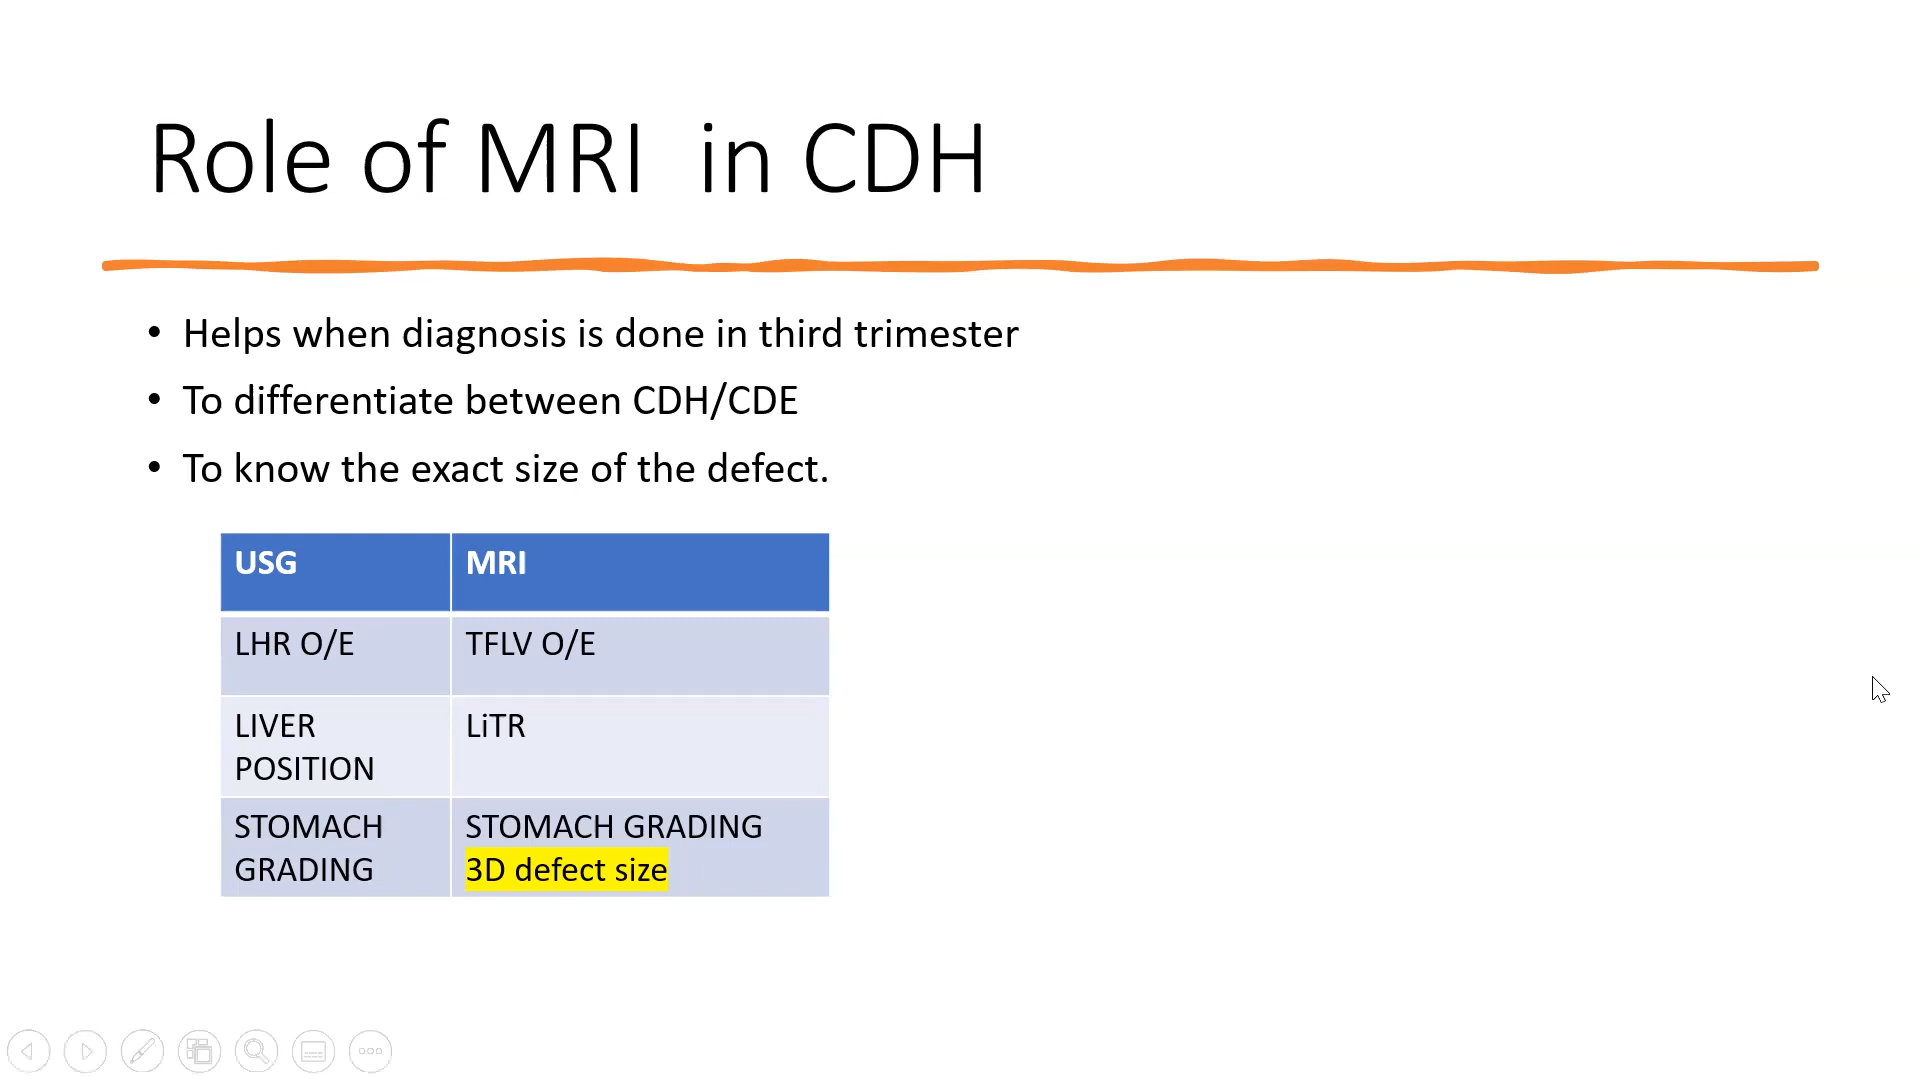 Role of MRI  in CDH
• Helps when diagnosis is done in third trimester
• To differentiate between CDH/CDE
• To know the exact size of the defect.
USG MRI
LHR O/E TFLV O/E
LIVER POSITION LiTR
STOMACH GRADING STOMACH GRADING
3D defect size